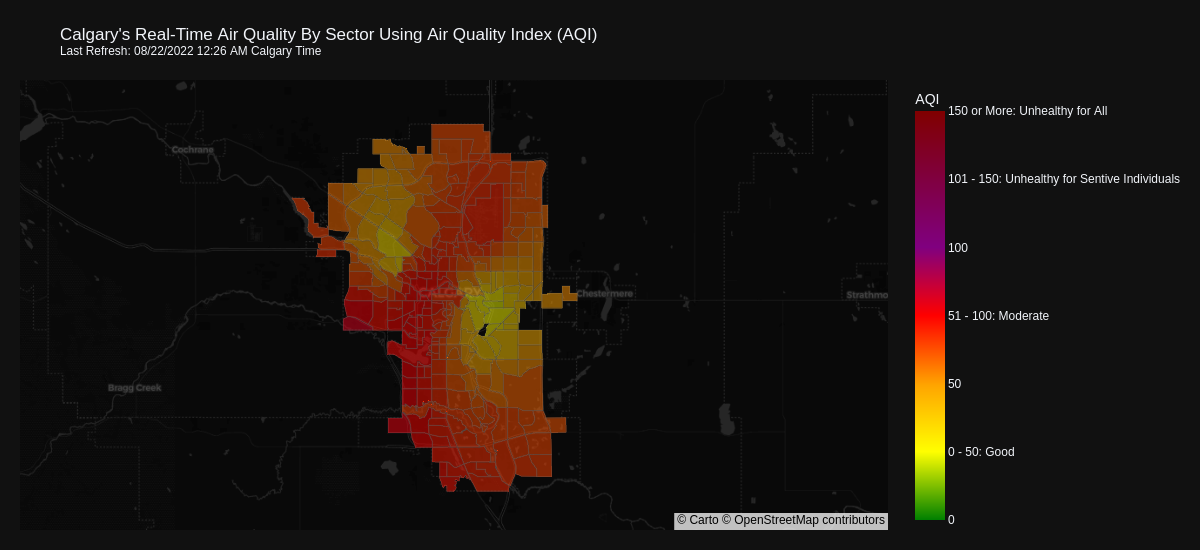 Calgary's Real-Time Air Quality By Sector Using Air Quality Index (AQI)
Last Refresh: 08/22/2022 12:26 AM Calgary Time
AQI
150 or More: Unhealthy for All
Cochrane
101 - 150: Unhealthy for Sentive Individuals
100
CALGARY
Chestermere
Strathmo
51 - 100: Moderate
50
Bragg Creek
0 - 50: Good
0
© Carto © OpenStreetMap contributors